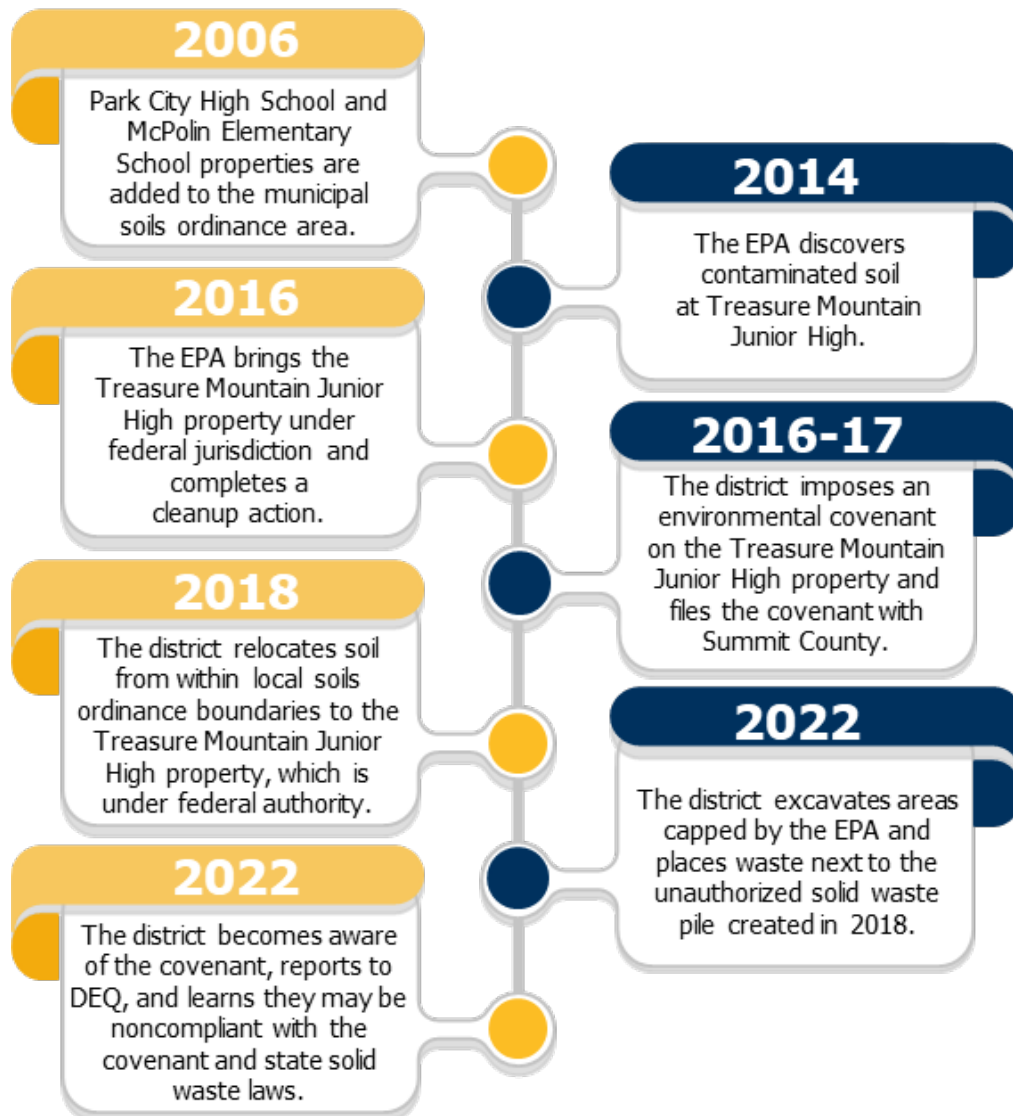 2006
Park City High School and
McPolin Elementary
School properties are
added to the municipal
soils ordinance area.
2014
The EPA discovers
contaminated soil
at Treasure Mountain
Junior High.
2016
The EPA brings the
Treasure Mountain Junior
High property under
federal jurisdiction and
completes a
cleanup action.
2016-17
The district imposes an
environmental covenant
on the Treasure Mountain
Junior High property and
files the covenant with
Summit County.
2018
The district relocates soil
from within local soils
ordinance boundaries to the
Treasure Mountain Junior
High property, which is
under federal authority.
2022
The district excavates areas
capped by the EPA and
places waste next to the
unauthorized solid waste
pile created in 2018.
2022
The district becomes aware
of the covenant, reports to
DEQ, and learns they may be
noncompliant with the
covenant and state solid
waste laws.